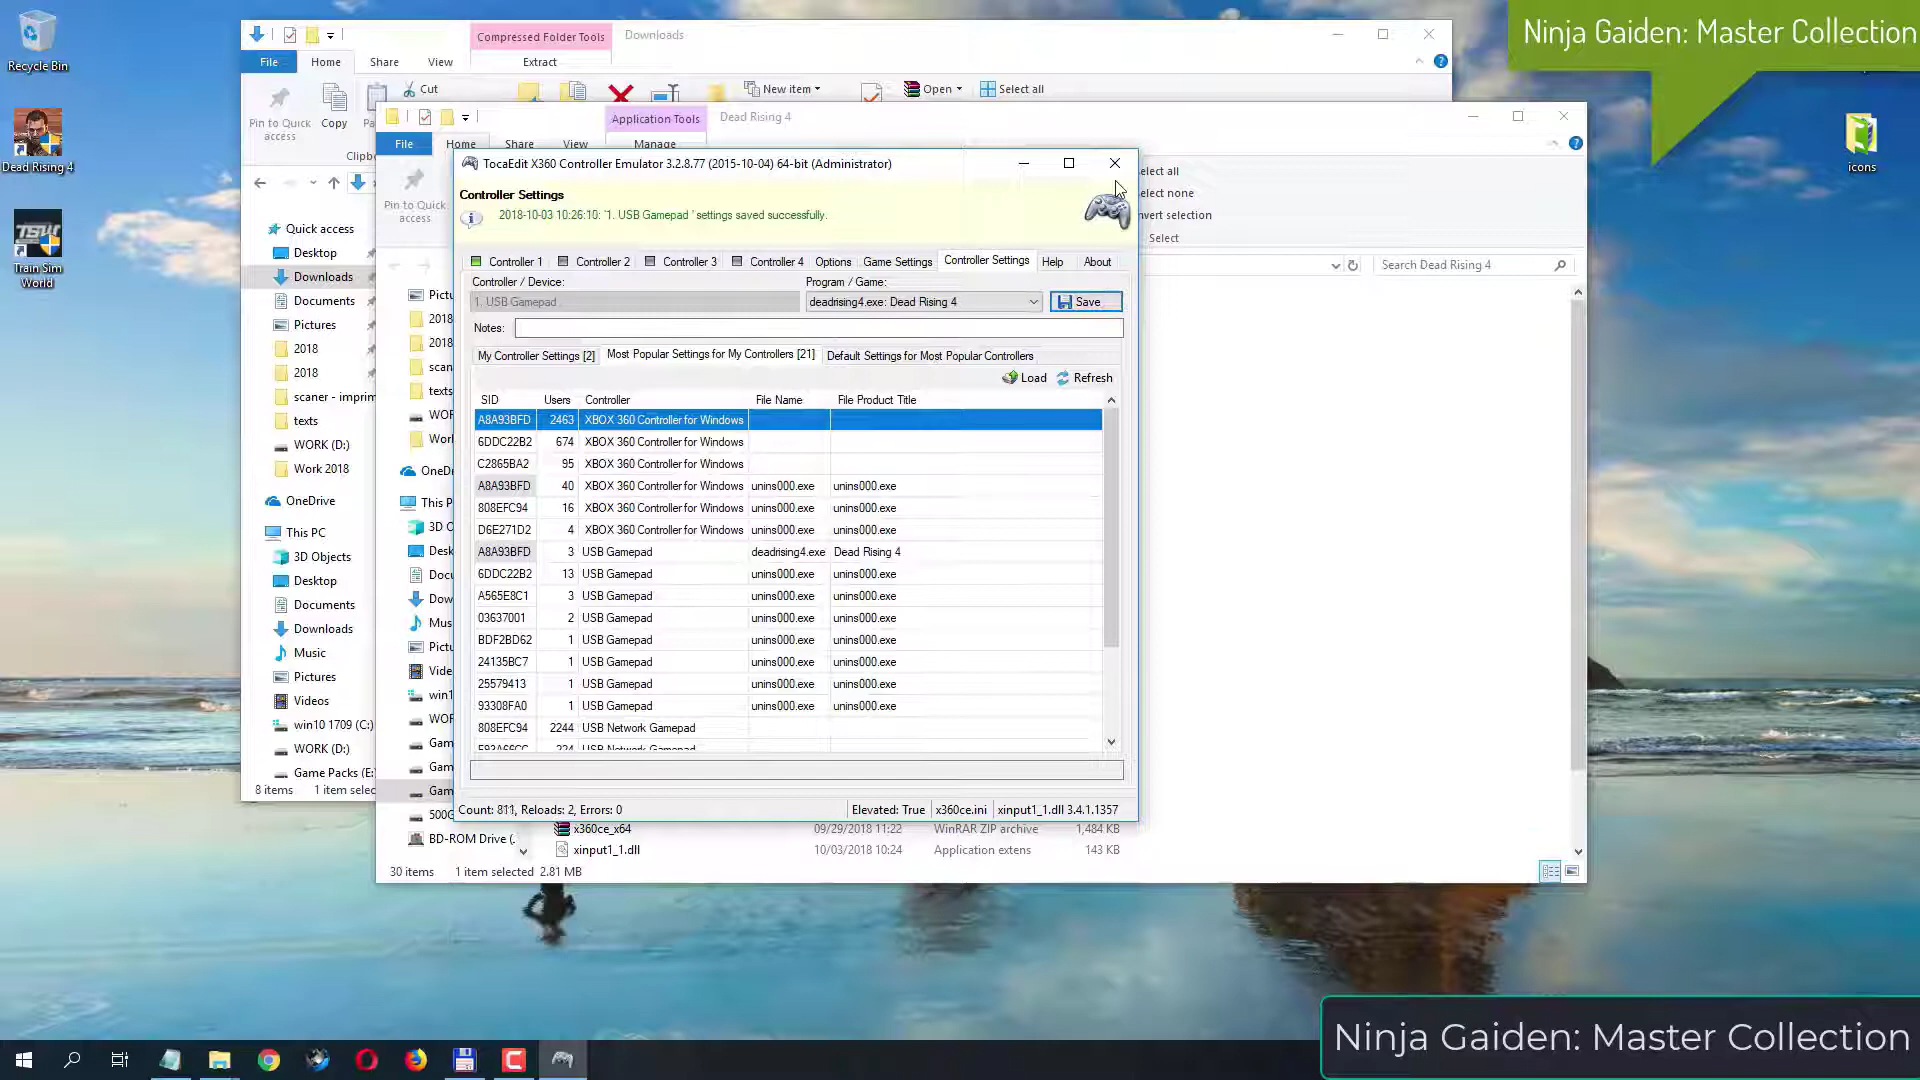 Ninja Gaiden: Master Collection
Recycle Bin
Dead Rising 4
Train Sim
World
icons
Compressed Folder Tools
Downloads
File
Home
Share
View
Extract
Pin to Quick
access
Copy
Cut
New item
Open
Select all
Quick access
Desktop
Downloads
Documents
Pictures
2018
2018
texts
WORK (D:)
Work 2018
OneDrive
This PC
3D Objects
Desktop
Documents
Downloads
Music
Pictures
Videos
win10 1709 (C:)
WORK (D:)
Game Packs (E:
8 items
Application Tools
Dead Rising 4
File
Home
Share
View
Manage
Pin to Quick
access
elect all
elect none
nvert selection
Select
Search Dead Rising 4
BD-ROM Drive (
x360ce_x64
09/29/2018 11:22
WinRAR ZIP archive
1,484 KB
xinput1_1.dll
10/03/2018 10:24
Application extens
143 KB
30 items
1 item selected 2.81 MB
TocaEdit X360 Controller Emulator 3.2.8.77 (2015-10-04) 64-bit (Administrator)
Controller Settings
2018-10-03 10:26:10: '1. USB Gamepad ' settings saved successfully.
Controller 1
Controller 2
Controller 3
Controller 4
Options
Game Settings
Controller Settings
Help
About
Controller / Device:
Program / Game:
1. USB Gamepad
deadrising4.exe: Dead Rising 4
Save
Notes:
My Controller Settings [2]
Most Popular Settings for My Controllers [21]
Default Settings for Most Popular Controllers
Load
Refresh
SID Users Controller File Name File Product Title
A8A93BFD 2463 XBOX 360 Controller for Windows
6DDC22B2 674 XBOX 360 Controller for Windows
C2865BA2 95 XBOX 360 Controller for Windows
A8A93BFD 40 XBOX 360 Controller for Windows unins000.exe unins000.exe
808EFC94 16 XBOX 360 Controller for Windows unins000.exe unins000.exe
D6E271D2 4 XBOX 360 Controller for Windows unins000.exe unins000.exe
A8A93BFD 3 USB Gamepad deadrising4.exe Dead Rising 4
6DDC22B2 13 USB Gamepad unins000.exe unins000.exe
A565E8C1 3 USB Gamepad unins000.exe unins000.exe
03637001 2 USB Gamepad unins000.exe unins000.exe
BDF2BD62 1 USB Gamepad unins000.exe unins000.exe
24135BC7 1 USB Gamepad unins000.exe unins000.exe
25579413 1 USB Gamepad unins000.exe unins000.exe
93308FA0 1 USB Gamepad unins000.exe unins000.exe
808EFC94 2244 USB Network Gamepad
Count: 811, Reloads: 2, Errors: 0
Elevated: True
x360ce.ini
xinput1_1.dll 3.4.1.1357
Ninja Gaiden: Master Collection